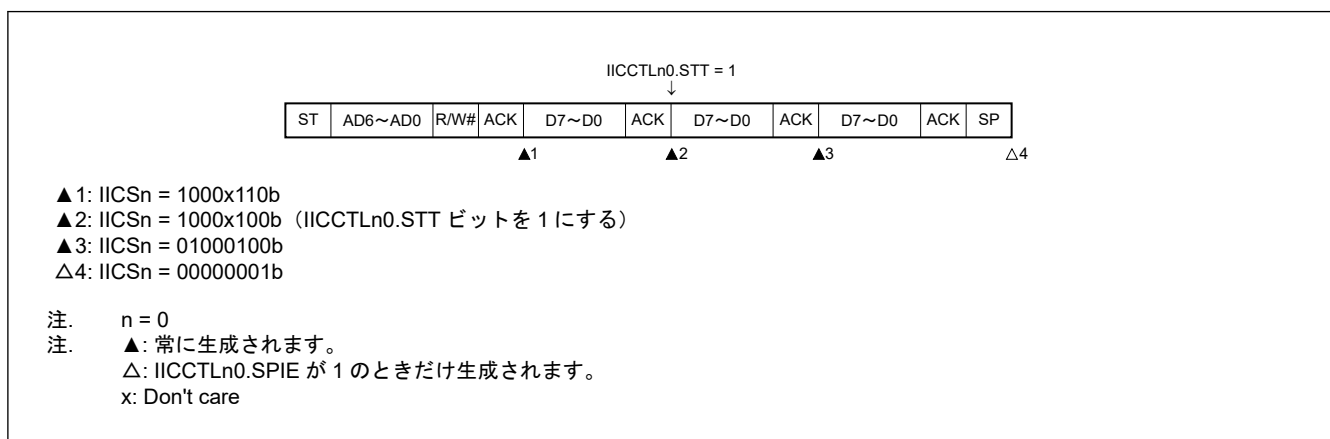 IICCTLn0.STT = 1
↓
ST AD6～AD0 R/W# ACK D7～D0 ACK D7～D0 ACK D7～D0 ACK SP
▲1 ▲2 ▲3 △4
▲1: IICSn = 1000x110b
▲2: IICSn = 1000x100b（IICCTLn0.STT ビットを 1 にする）
▲3: IICSn = 01000100b
△4: IICSn = 00000001b
注. n = 0
注. ▲: 常に生成されます。
△: IICCTLn0.SPIE が 1 のときだけ生成されます。
x: Don't care